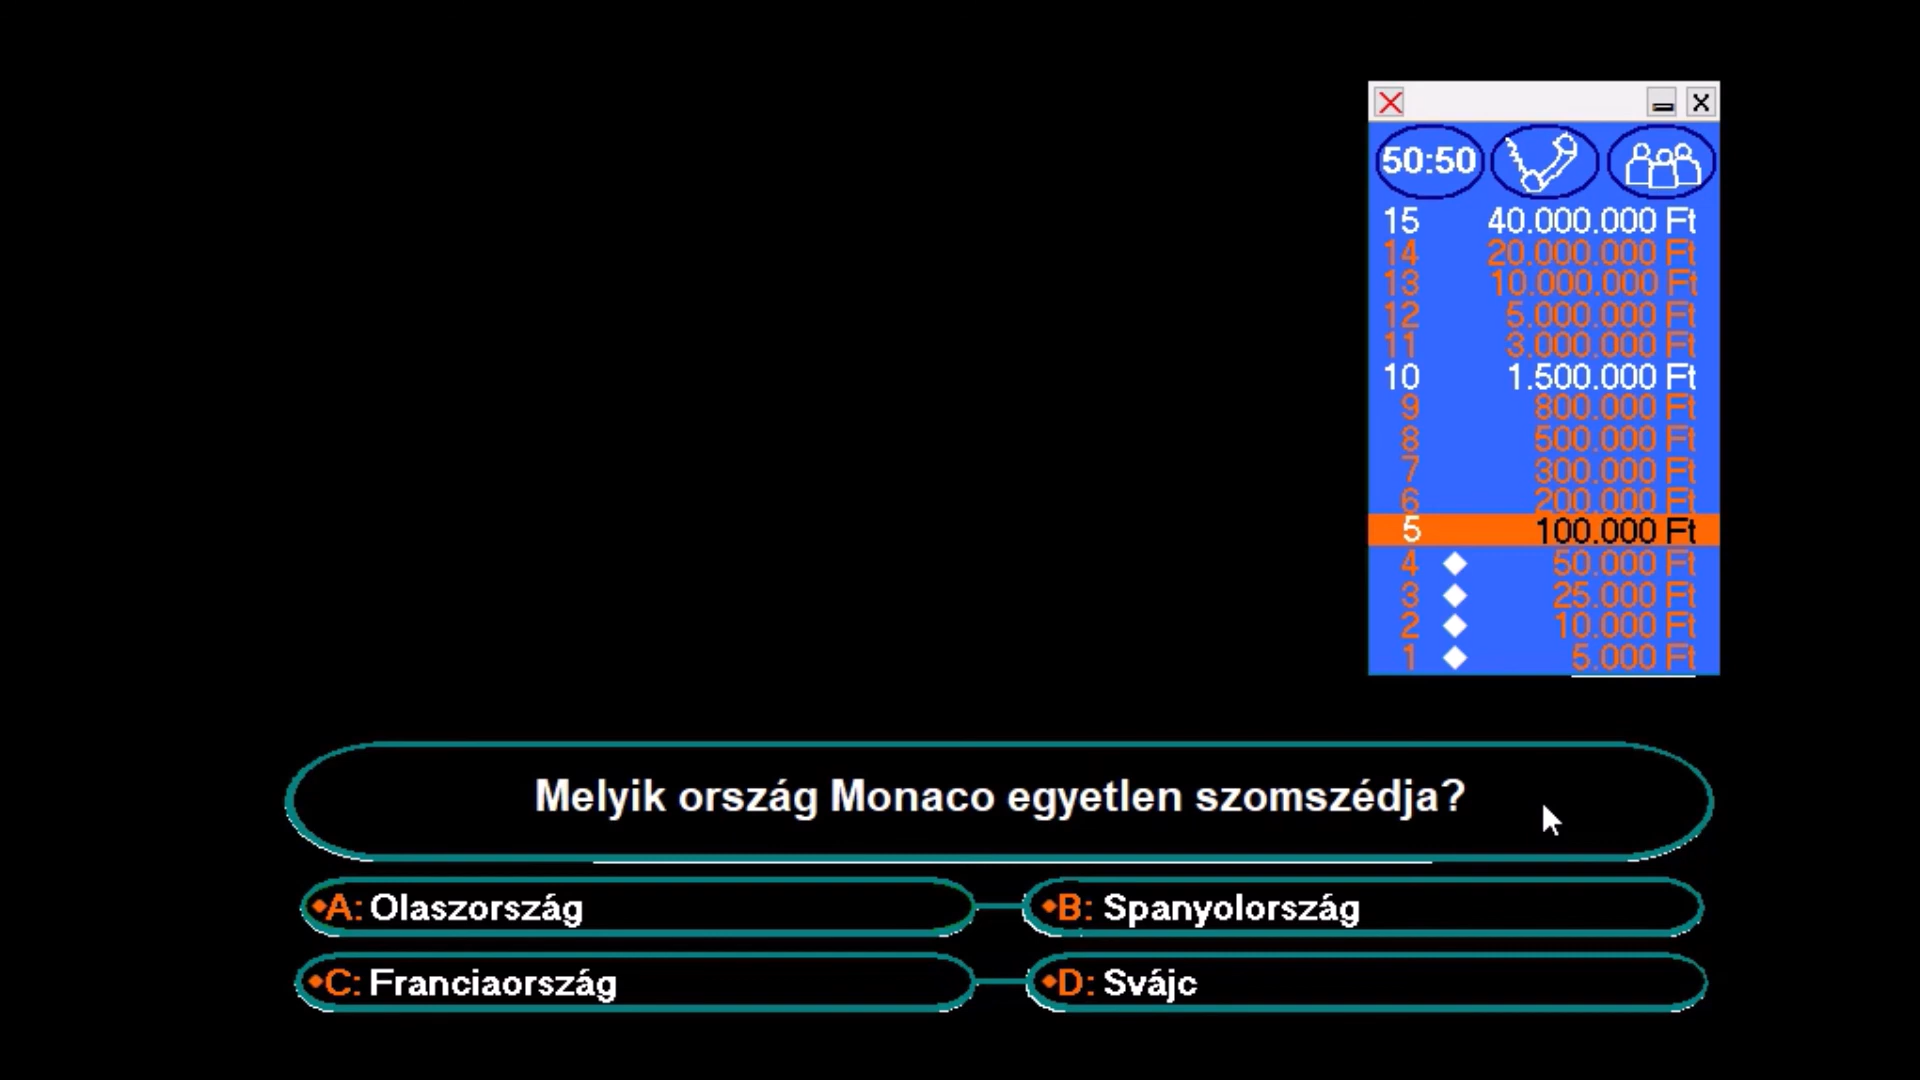 50:50
15 40.000.000 Ft
14 20.000.000 Ft
13 10.000.000 Ft
12 5.000.000 Ft
11 3.000.000 Ft
10 1.500.000 Ft
9 800.000 Ft
8 500.000 Ft
7 300.000 Ft
6 200.000 Ft
5 100.000 Ft
4 50.000 Ft
3 25.000 Ft
2 10.000 Ft
1 5.000 Ft
Melyik ország Monaco egyetlen szomszédja?
A: Olaszország
B: Spanyolország
C: Franciaország
D: Svájc